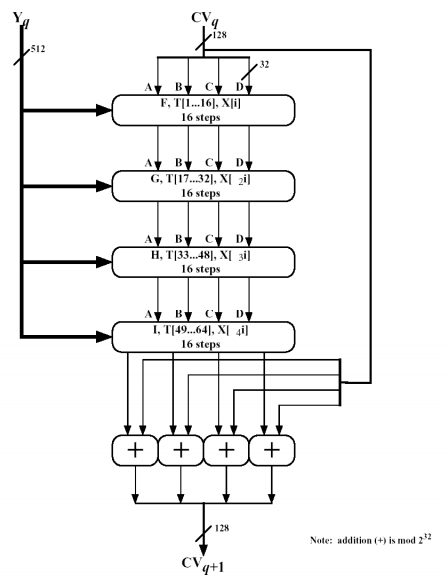 Yq CVq
512 128
32
A B C D
F, T[1...16], X[i]
16 steps
A B C D
G, T[17...32], X[ 2i]
16 steps
A B C D
H, T[33...48], X[ 3i]
16 steps
A B C D
I, T[49...64], X[ 4i]
16 steps
+ + + +
128
Note: addition (+) is mod 2^32
CVq+1